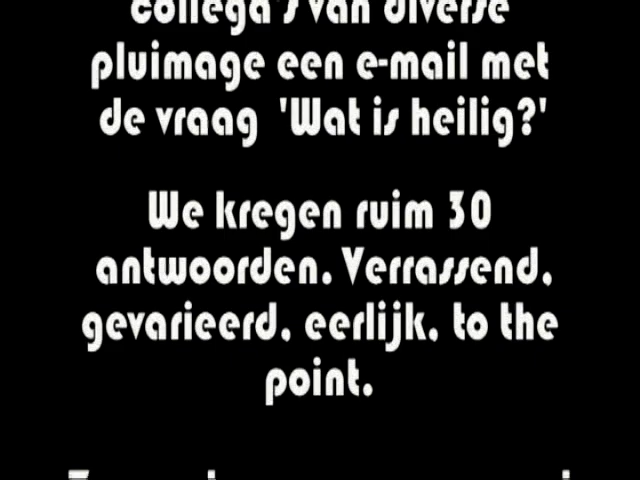 collega's van diverse
pluimage een e-mail met
de vraag 'Wat is heilig?'
We kregen ruim 30
antwoorden. Verrassend,
gevarieerd, eerlijk, to the
point.